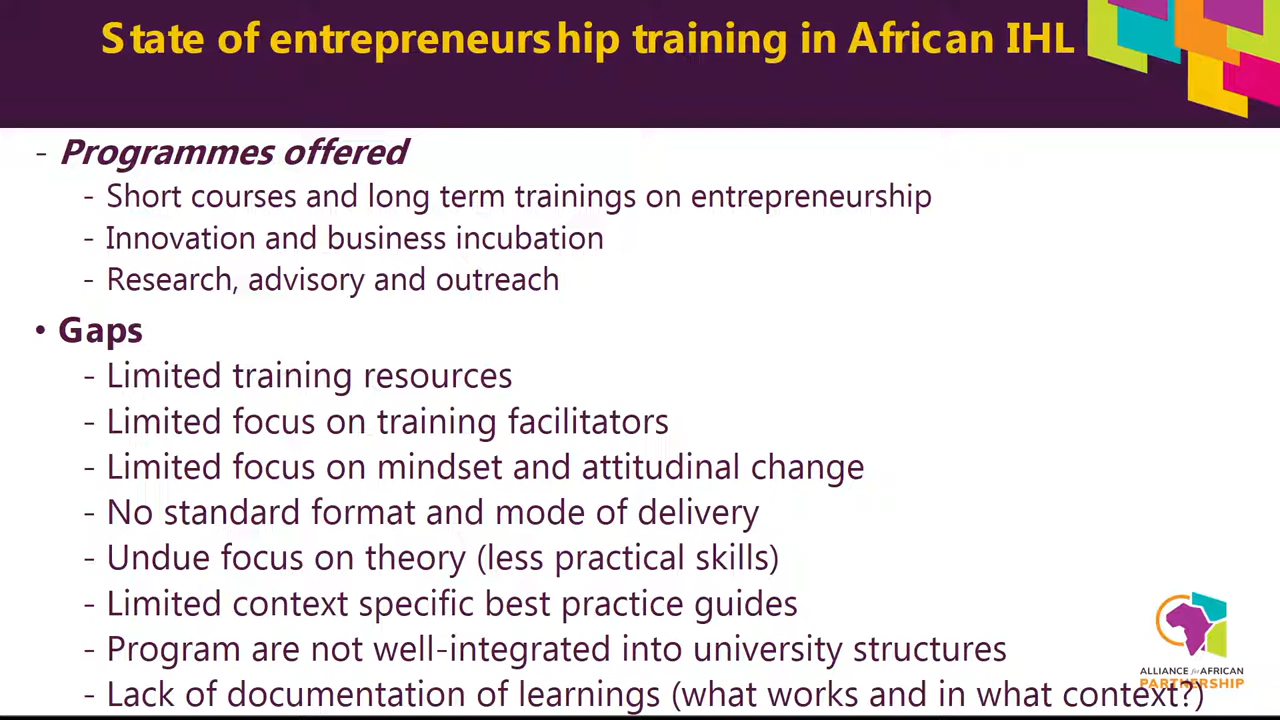 State of entrepreneurship training in African IHL
- Programmes offered
- Short courses and long term trainings on entrepreneurship
- Innovation and business incubation
- Research, advisory and outreach
• Gaps
- Limited training resources
- Limited focus on training facilitators
- Limited focus on mindset and attitudinal change
- No standard format and mode of delivery
- Undue focus on theory (less practical skills)
- Limited context specific best practice guides
- Program are not well-integrated into university structures
- Lack of documentation of learnings (what works and in what context?)
ALLIANCE for AFRICAN
PARTNERSHIP